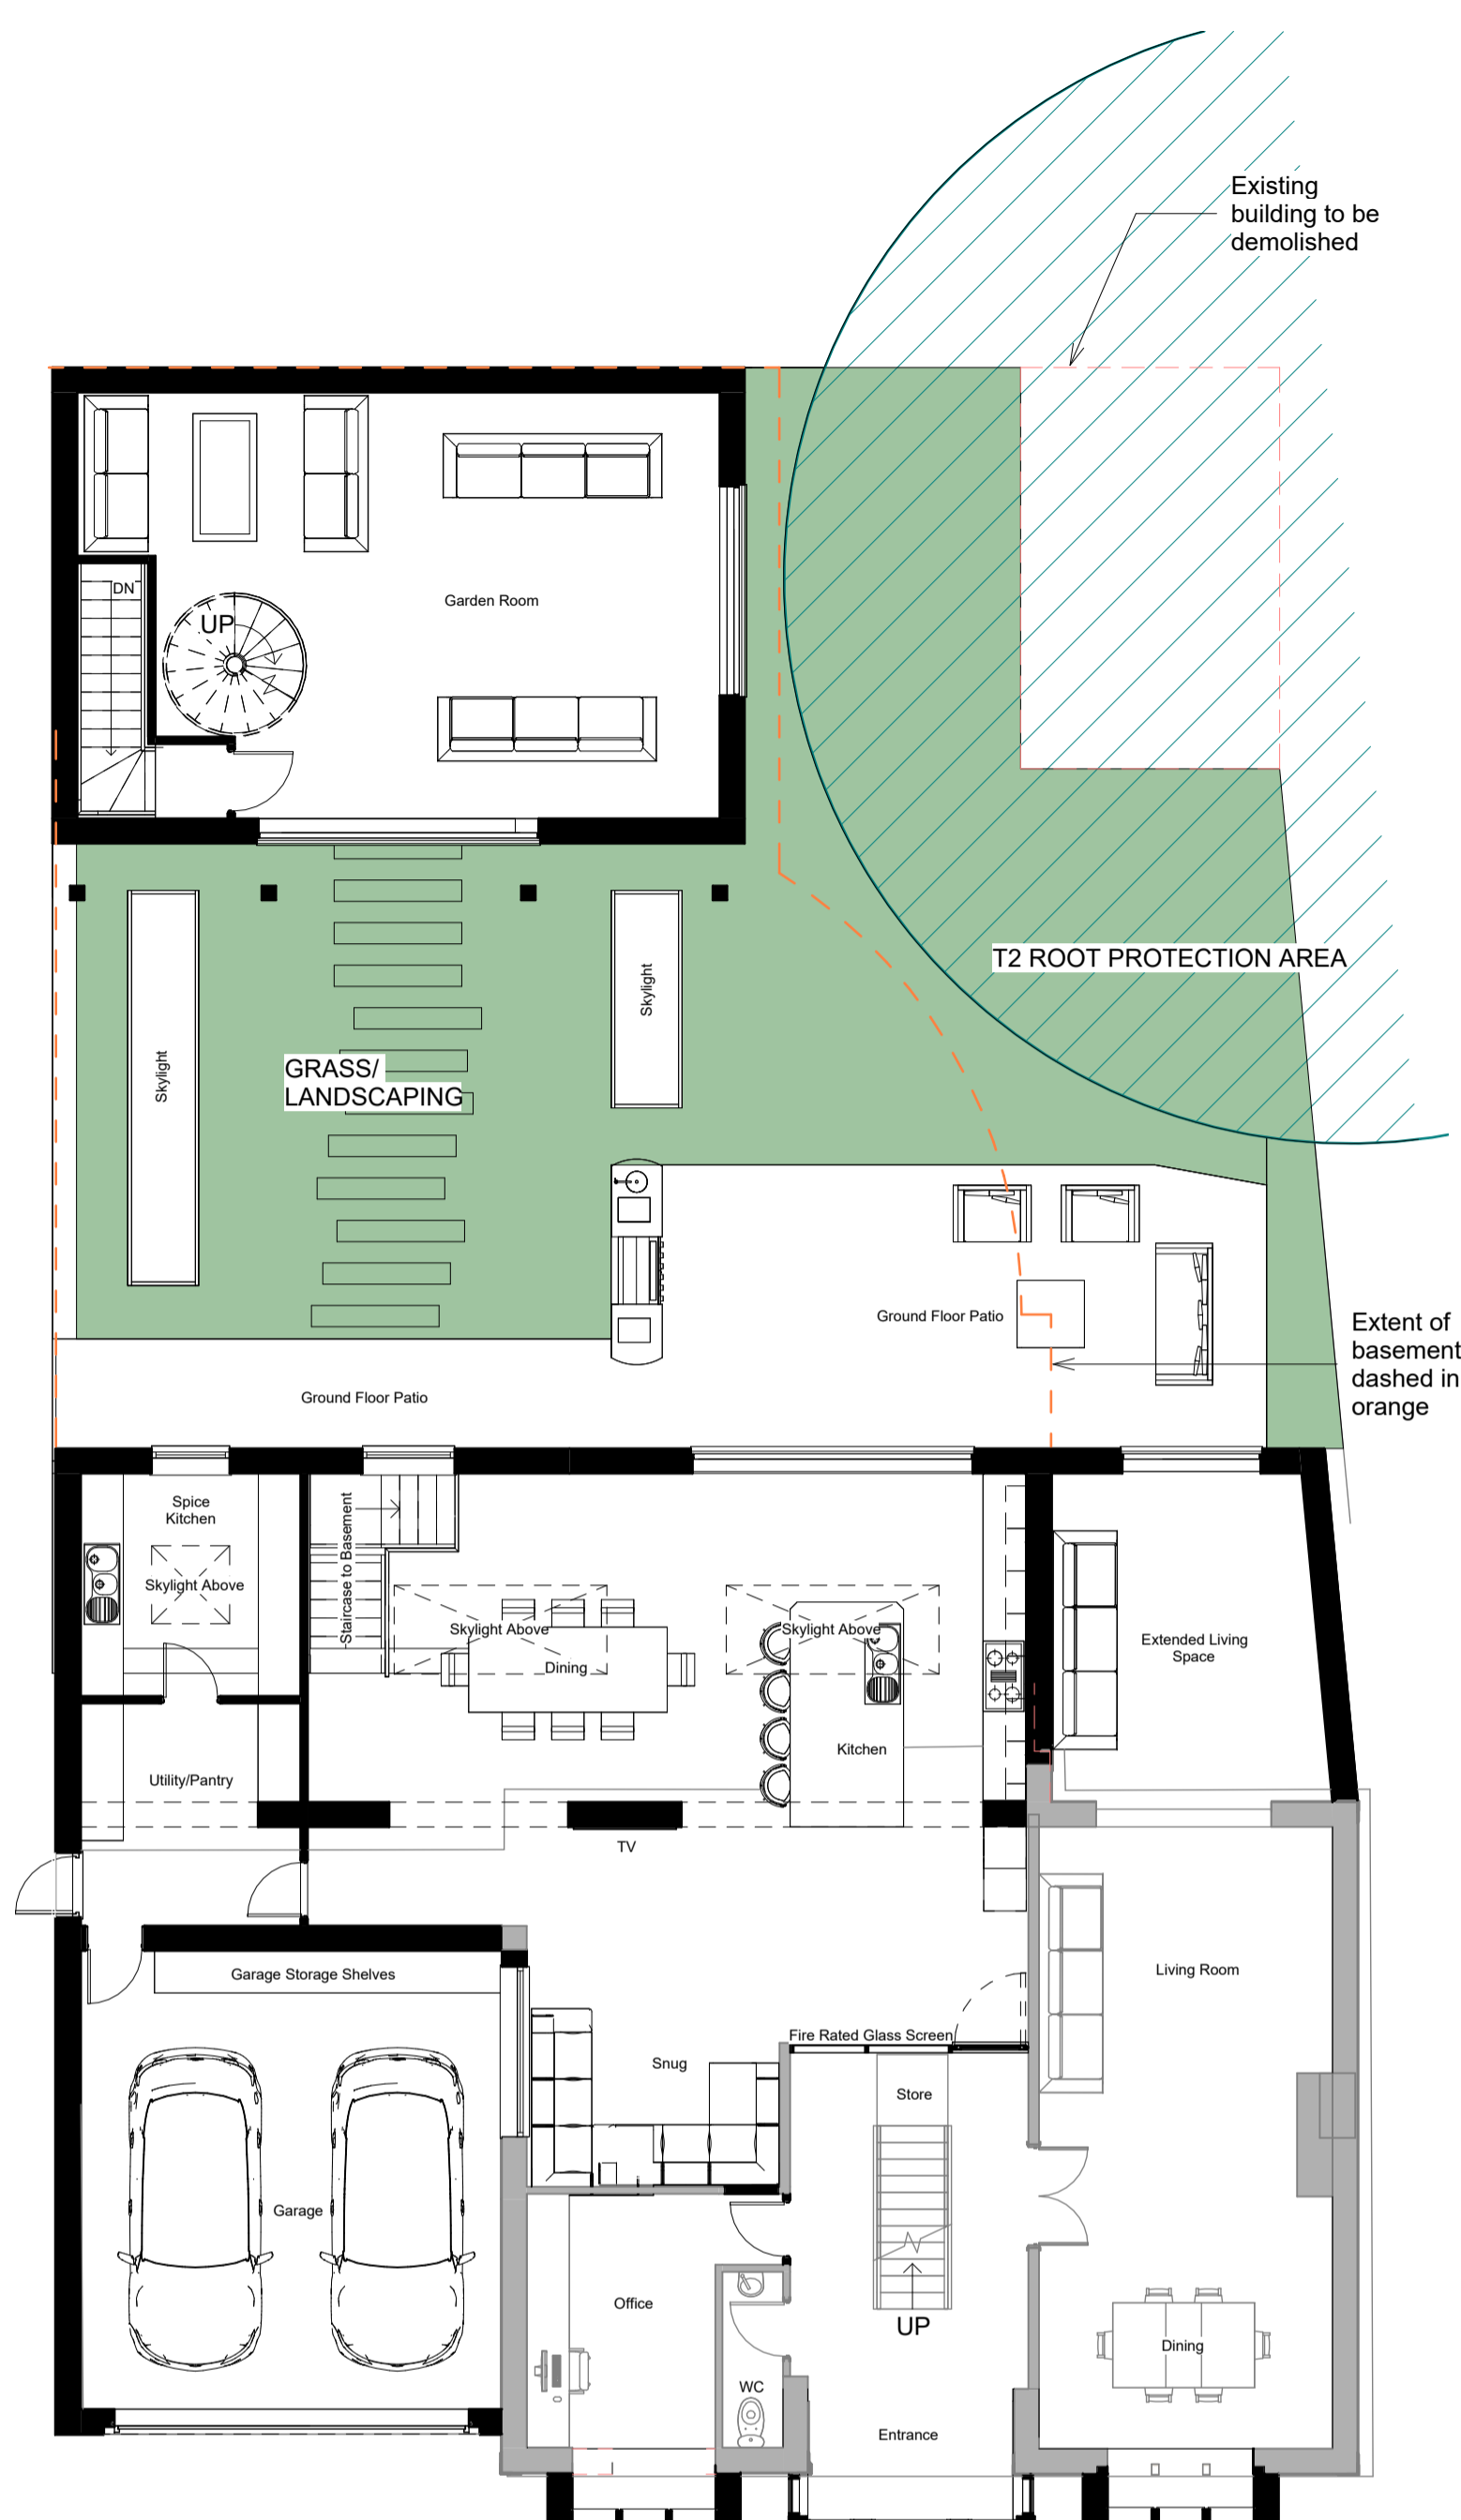 Existing
building to be
demolished
DN
UP
Garden Room
T2 ROOT PROTECTION AREA
Skylight
Skylight
GRASS/
LANDSCAPING
Ground Floor Patio
Extent of
basement
dashed in
orange
Ground Floor Patio
Spice
Kitchen
Skylight Above
Staircase to Basement
Skylight Above
Skylight Above
Dining
Extended Living
Space
Kitchen
Utility/Pantry
TV
Living Room
Garage Storage Shelves
Fire Rated Glass Screen
Snug
Store
Garage
Office
UP
Dining
WC
Entrance